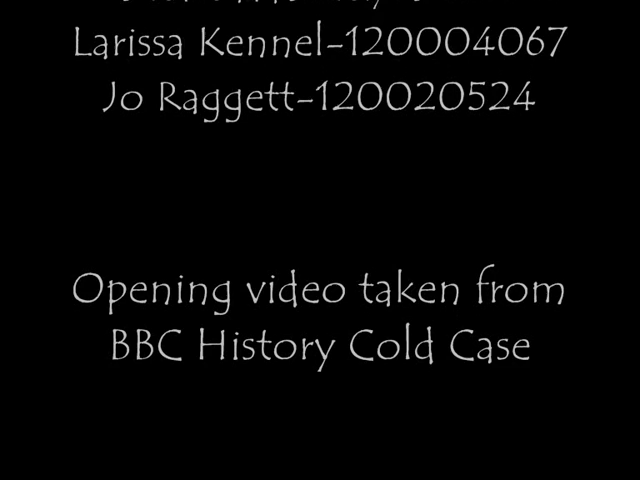 Larissa Kennel-120004067
Jo Raggett-120020524
Opening video taken from
BBC History Cold Case